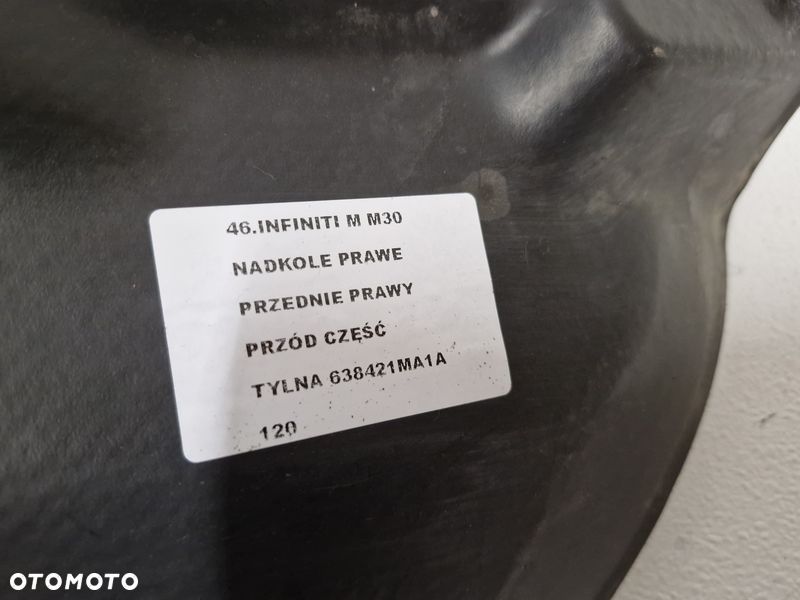 46.INFINITI M M30
NADKOLE PRAWE
PRZEDNIE PRAWY
PRZÓD CZĘŚĆ
TYLNA 638421MA1A
120
OTOMOTO